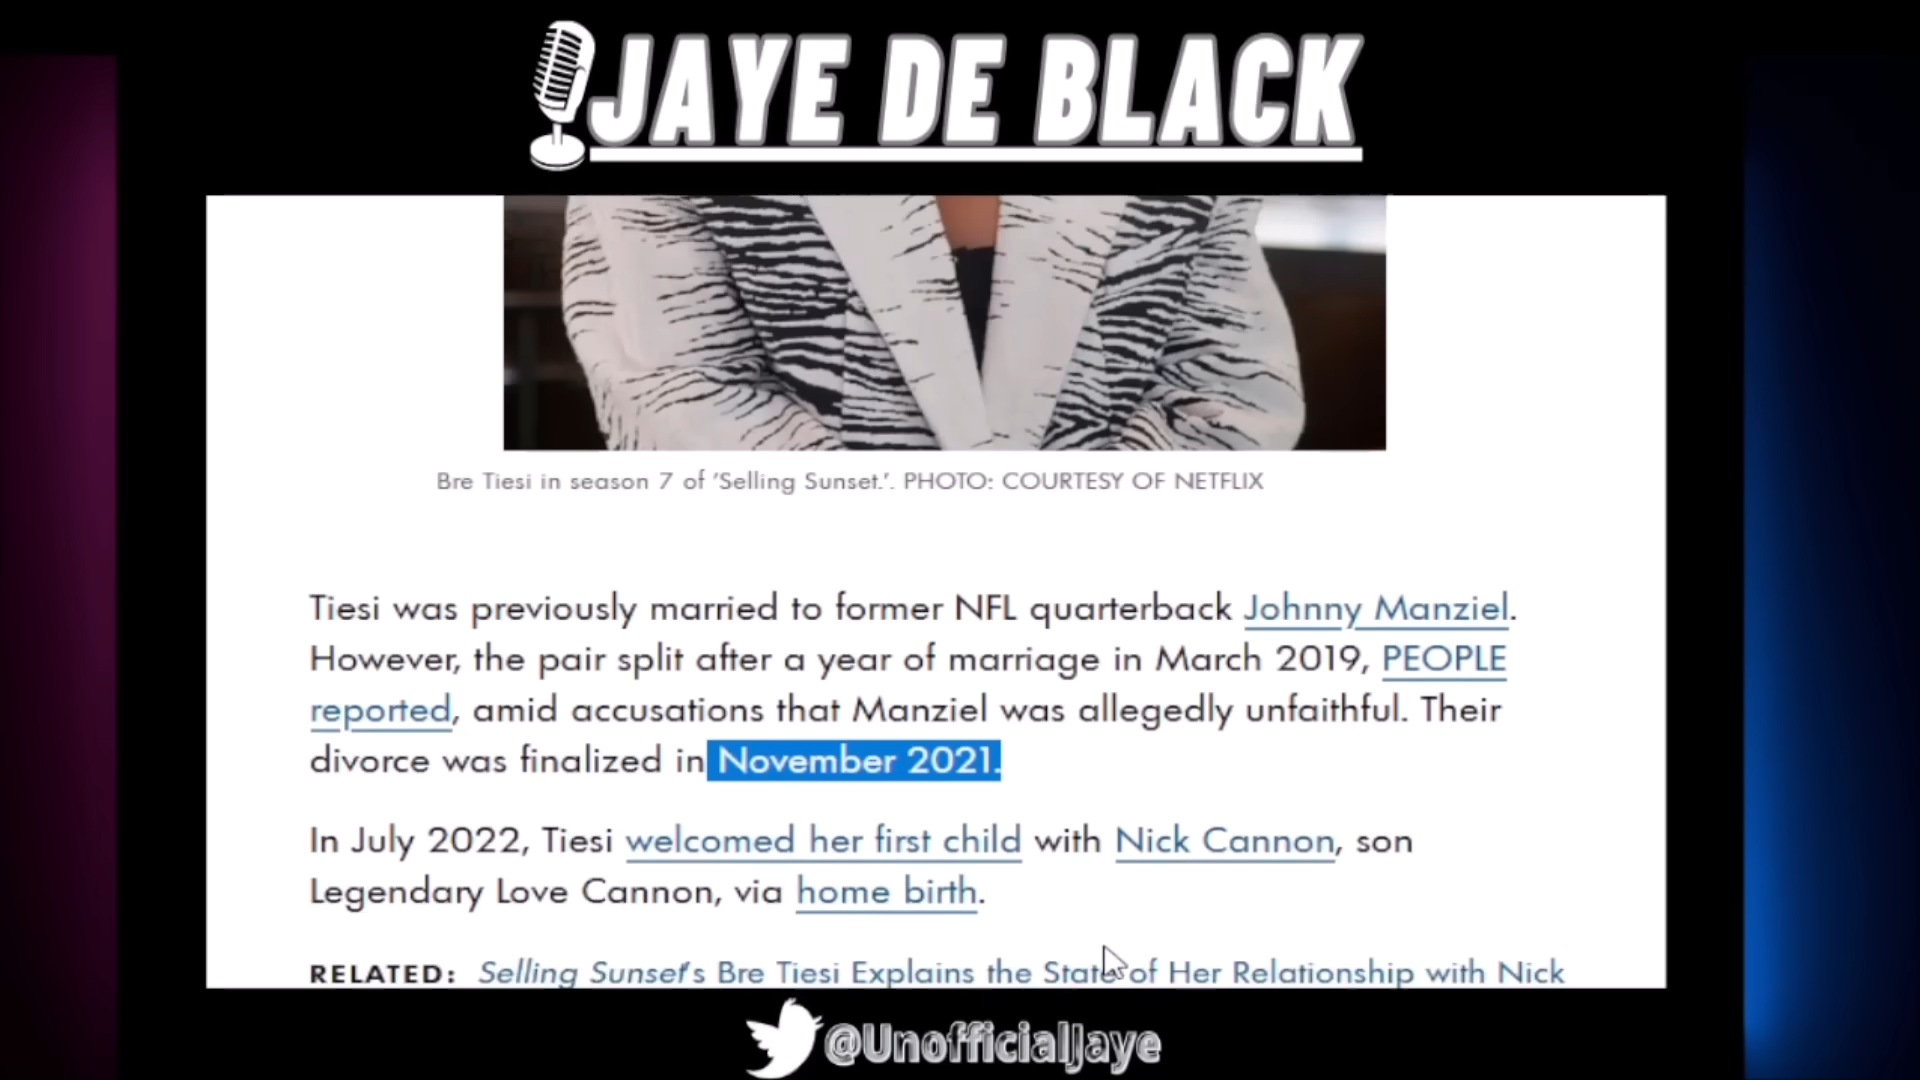 JAYE DE BLACK
Bre Tiesi in season 7 of 'Selling Sunset.'. PHOTO: COURTESY OF NETFLIX
Tiesi was previously married to former NFL quarterback Johnny Manziel.
However, the pair split after a year of marriage in March 2019, PEOPLE
reported, amid accusations that Manziel was allegedly unfaithful. Their
divorce was finalized in November 2021.
In July 2022, Tiesi welcomed her first child with Nick Cannon, son
Legendary Love Cannon, via home birth.
RELATED: Selling Sunset's Bre Tiesi Explains the State of Her Relationship with Nick
@UnofficialJaye